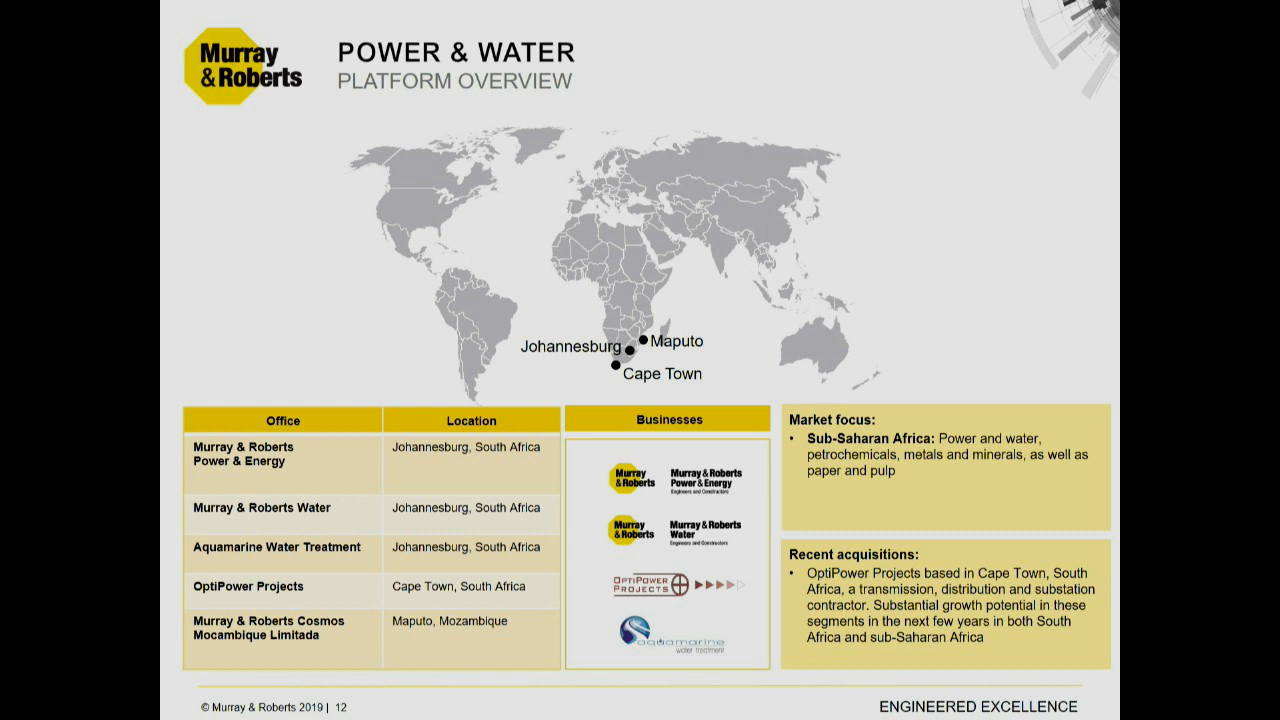 Murray
& Roberts
POWER & WATER
PLATFORM OVERVIEW
Johannesburg
Maputo
Cape Town
Office
Location
Murray & Roberts
Power & Energy
Johannesburg, South Africa
Murray & Roberts Water
Johannesburg, South Africa
Aquamarine Water Treatment
Johannesburg, South Africa
OptiPower Projects
Cape Town, South Africa
Murray & Roberts Cosmos
Mocambique Limitada
Maputo, Mozambique
Businesses
Murray
& Roberts
Murray & Roberts
Power & Energy
Engineers and Constructors
Murray
& Roberts
Murray & Roberts
Water
Engineers and Constructors
OPTIPOWER
PROJECTS
aquamarine
water treatment
Market focus:
• Sub-Saharan Africa: Power and water,
petrochemicals, metals and minerals, as well as
paper and pulp
Recent acquisitions:
• OptiPower Projects based in Cape Town, South
Africa, a transmission, distribution and substation
contractor. Substantial growth potential in these
segments in the next few years in both South
Africa and sub-Saharan Africa
© Murray & Roberts 2019 | 12
ENGINEERED EXCELLENCE